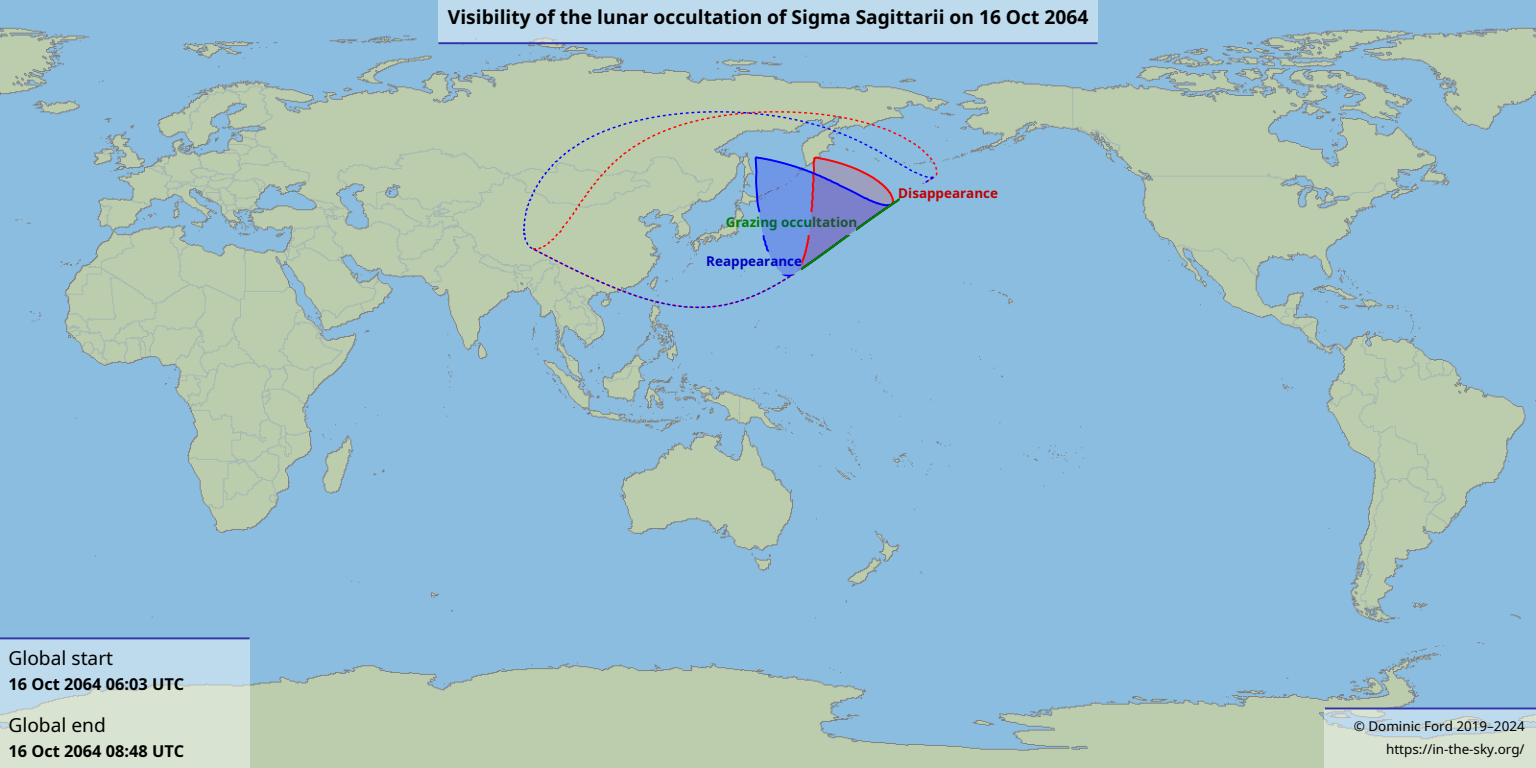 Visibility of the lunar occultation of Sigma Sagittarii on 16 Oct 2064
Disappearance
Grazing occultation
Reappearance
Global start
16 Oct 2064 06:03 UTC
Global end
16 Oct 2064 08:48 UTC
© Dominic Ford 2019–2024
https://in-the-sky.org/